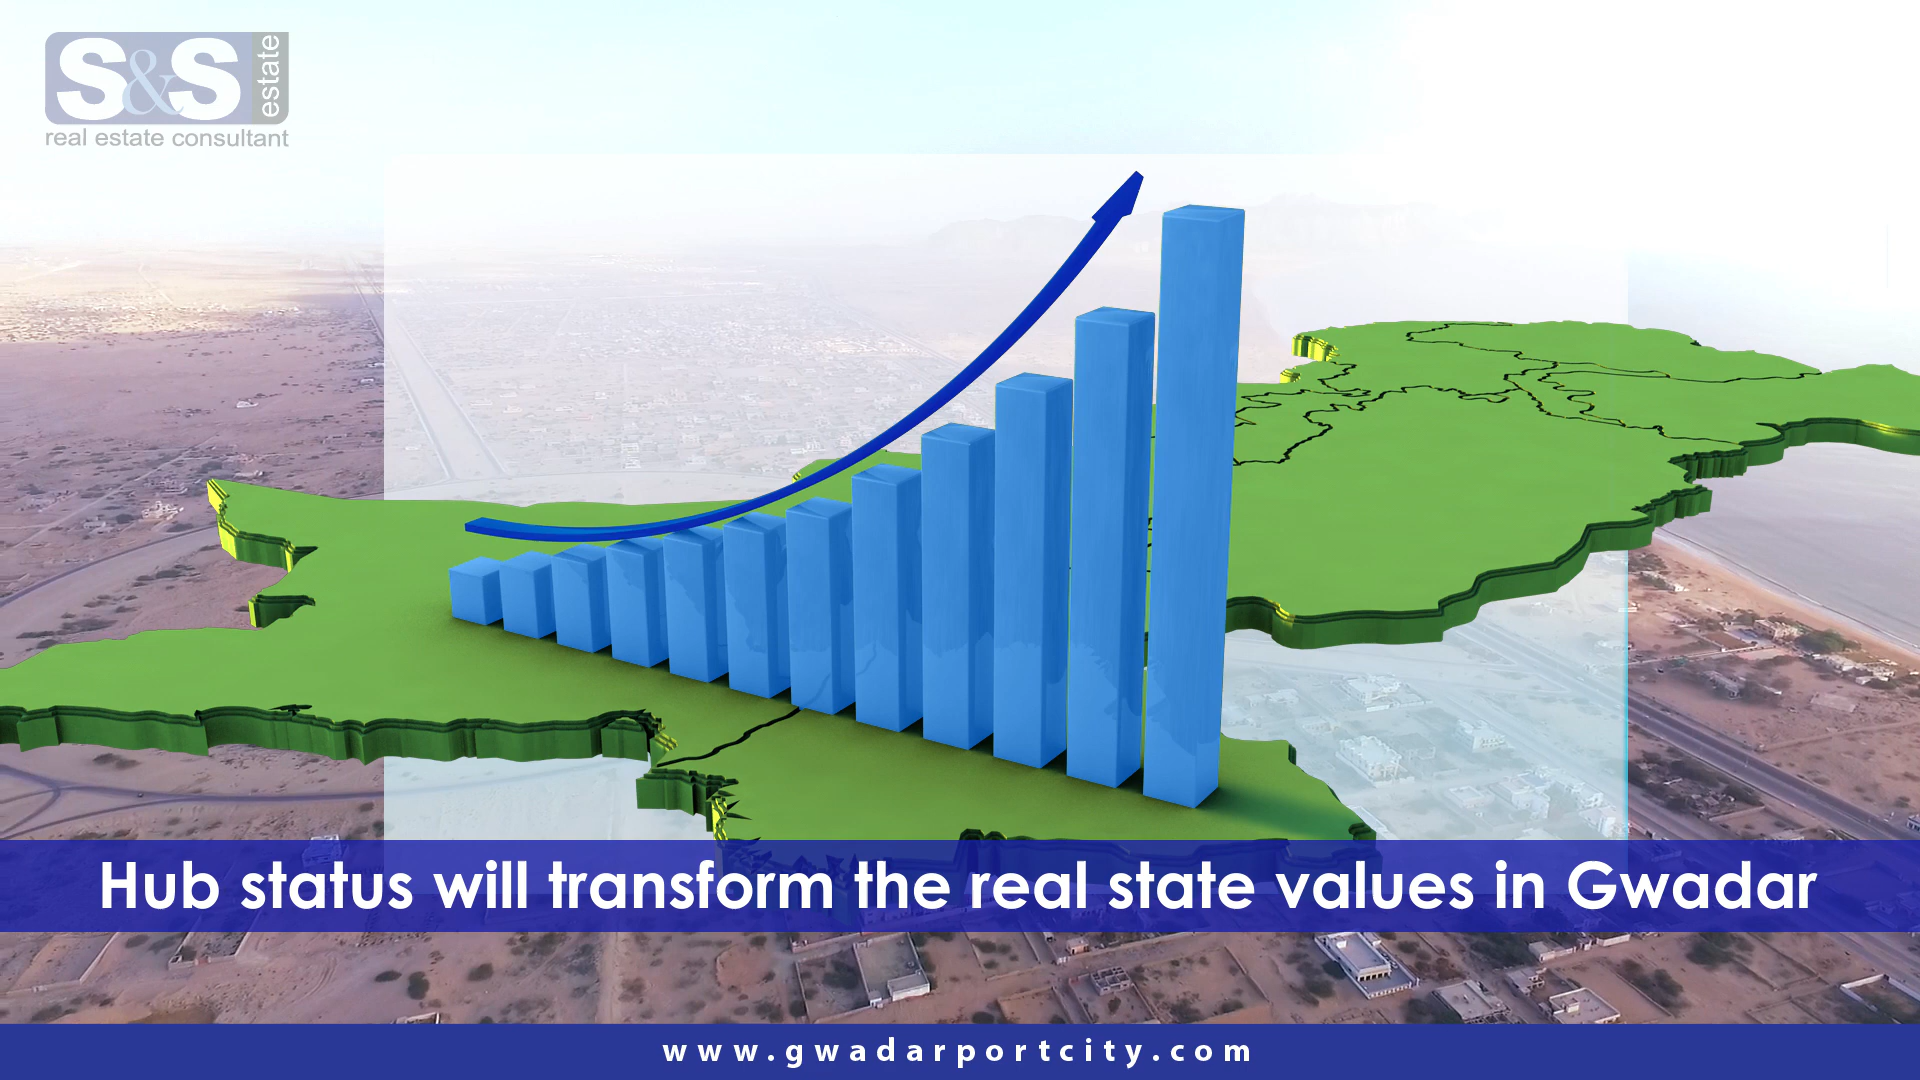 S&S estate
real estate consultant
Hub status will transform the real state values in Gwadar
www.gwadarportcity.com